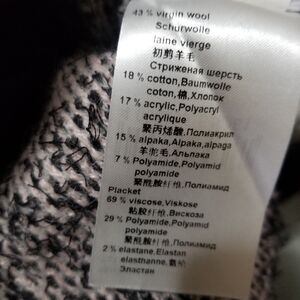 43 % virgin wool
Schurwolle
laine vierge
初剪羊毛
Стриженая шерсть
18 % cotton,Baumwolle
coton,棉,Хлопок
17 % acrylic,Polyacryl
acrylique
聚丙烯酸,Полиакрил
15 % alpaka,Alpaka,alpaga
羊驼毛,Альпака
7 % Polyamide,Polyamid
polyamide
聚酰胺纤维,Полиамид
Placket
69 % viscose,Viskose
粘胶纤维,Вискоза
29 % Polyamide,Polyamid
polyamide
聚酰胺纤维,Полиамид
2 % elastane,Elastan
elasthanne,氨纶
Эластан